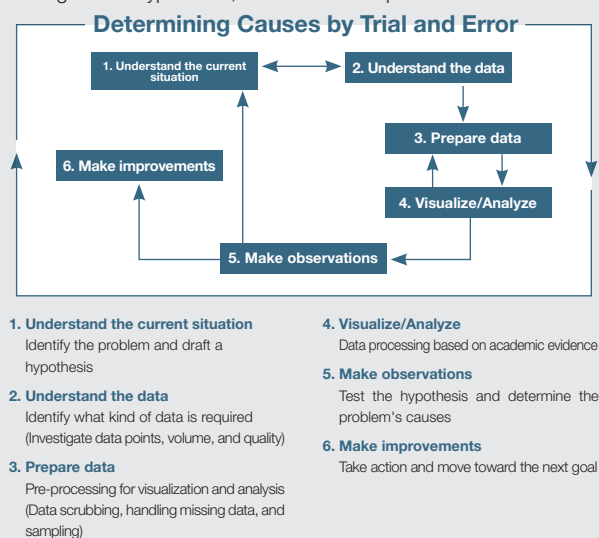 Determining Causes by Trial and Error
1. Understand the current
situation
2. Understand the data
3. Prepare data
4. Visualize/Analyze
5. Make observations
6. Make improvements
1. Understand the current situation
Identify the problem and draft a
hypothesis
2. Understand the data
Identify what kind of data is required
(Investigate data points, volume, and quality)
3. Prepare data
Pre-processing for visualization and analysis
(Data scrubbing, handling missing data, and
sampling)
4. Visualize/Analyze
Data processing based on academic evidence
5. Make observations
Test the hypothesis and determine the
problem's causes
6. Make improvements
Take action and move toward the next goal